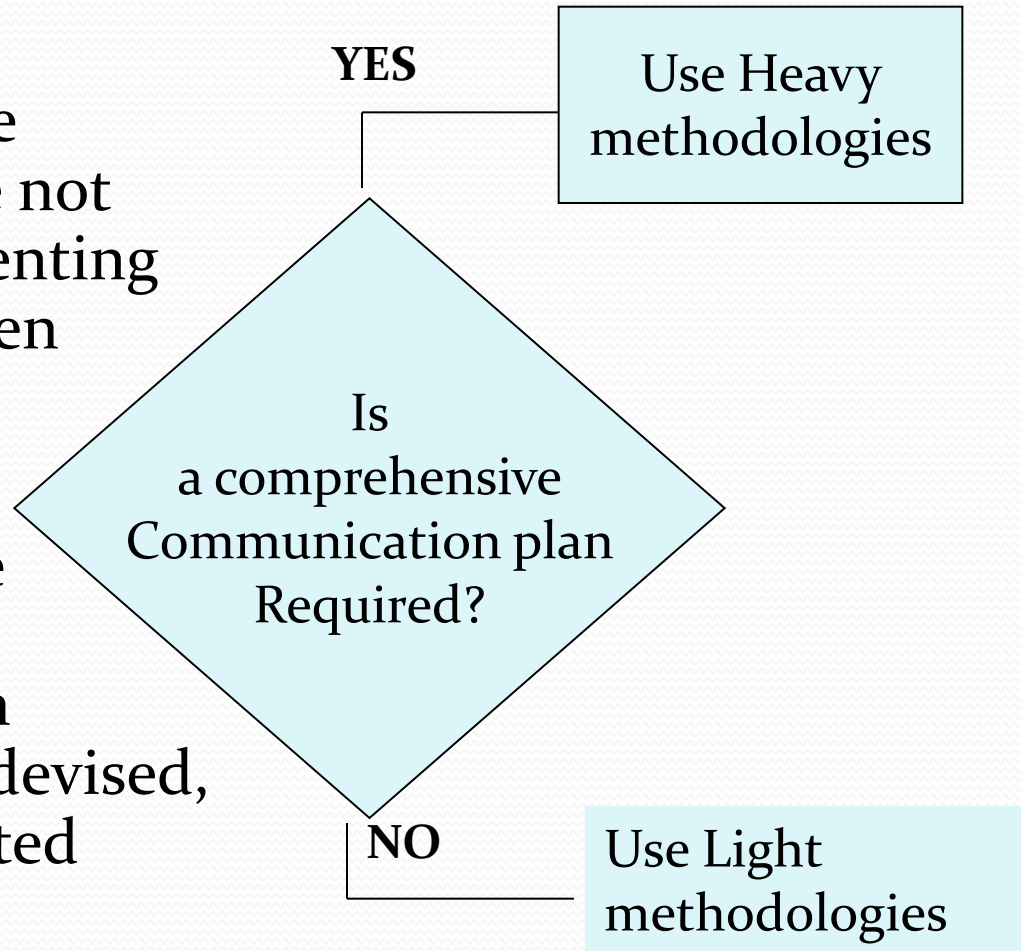 YES
Use Heavy
methodologies
e
not
enting
en
Is
a comprehensive
Communication plan
Required?
devised,
ted
NO
Use Light
methodologies